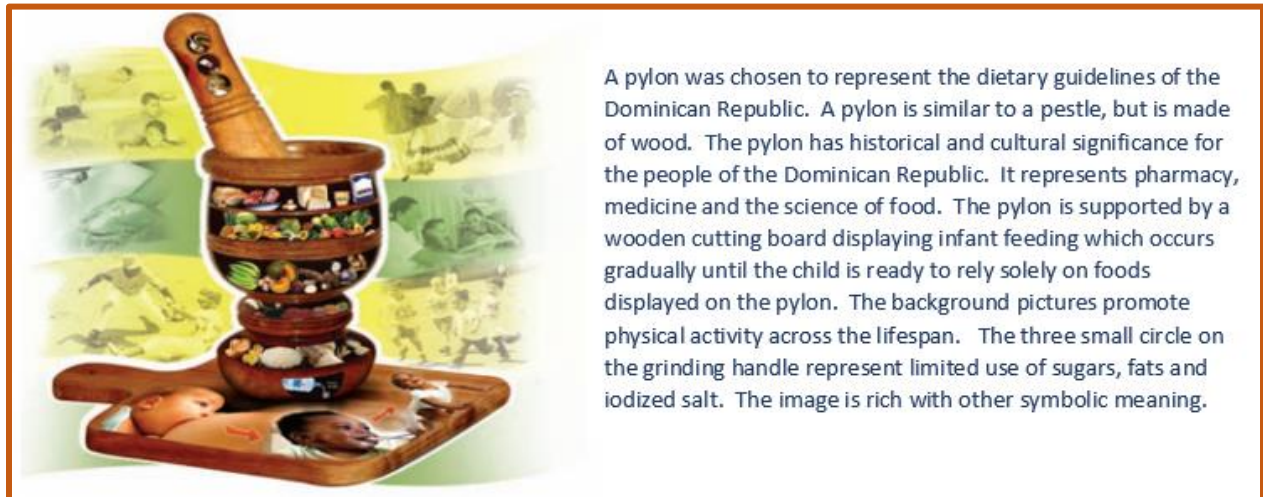 A pylon was chosen to represent the dietary guidelines of the
Dominican Republic.  A pylon is similar to a pestle, but is made
of wood.  The pylon has historical and cultural significance for
the people of the Dominican Republic.  It represents pharmacy,
medicine and the science of food.  The pylon is supported by a
wooden cutting board displaying infant feeding which occurs
gradually until the child is ready to rely solely on foods
displayed on the pylon.  The background pictures promote
physical activity across the lifespan.   The three small circle on
the grinding handle represent limited use of sugars, fats and
iodized salt.  The image is rich with other symbolic meaning.